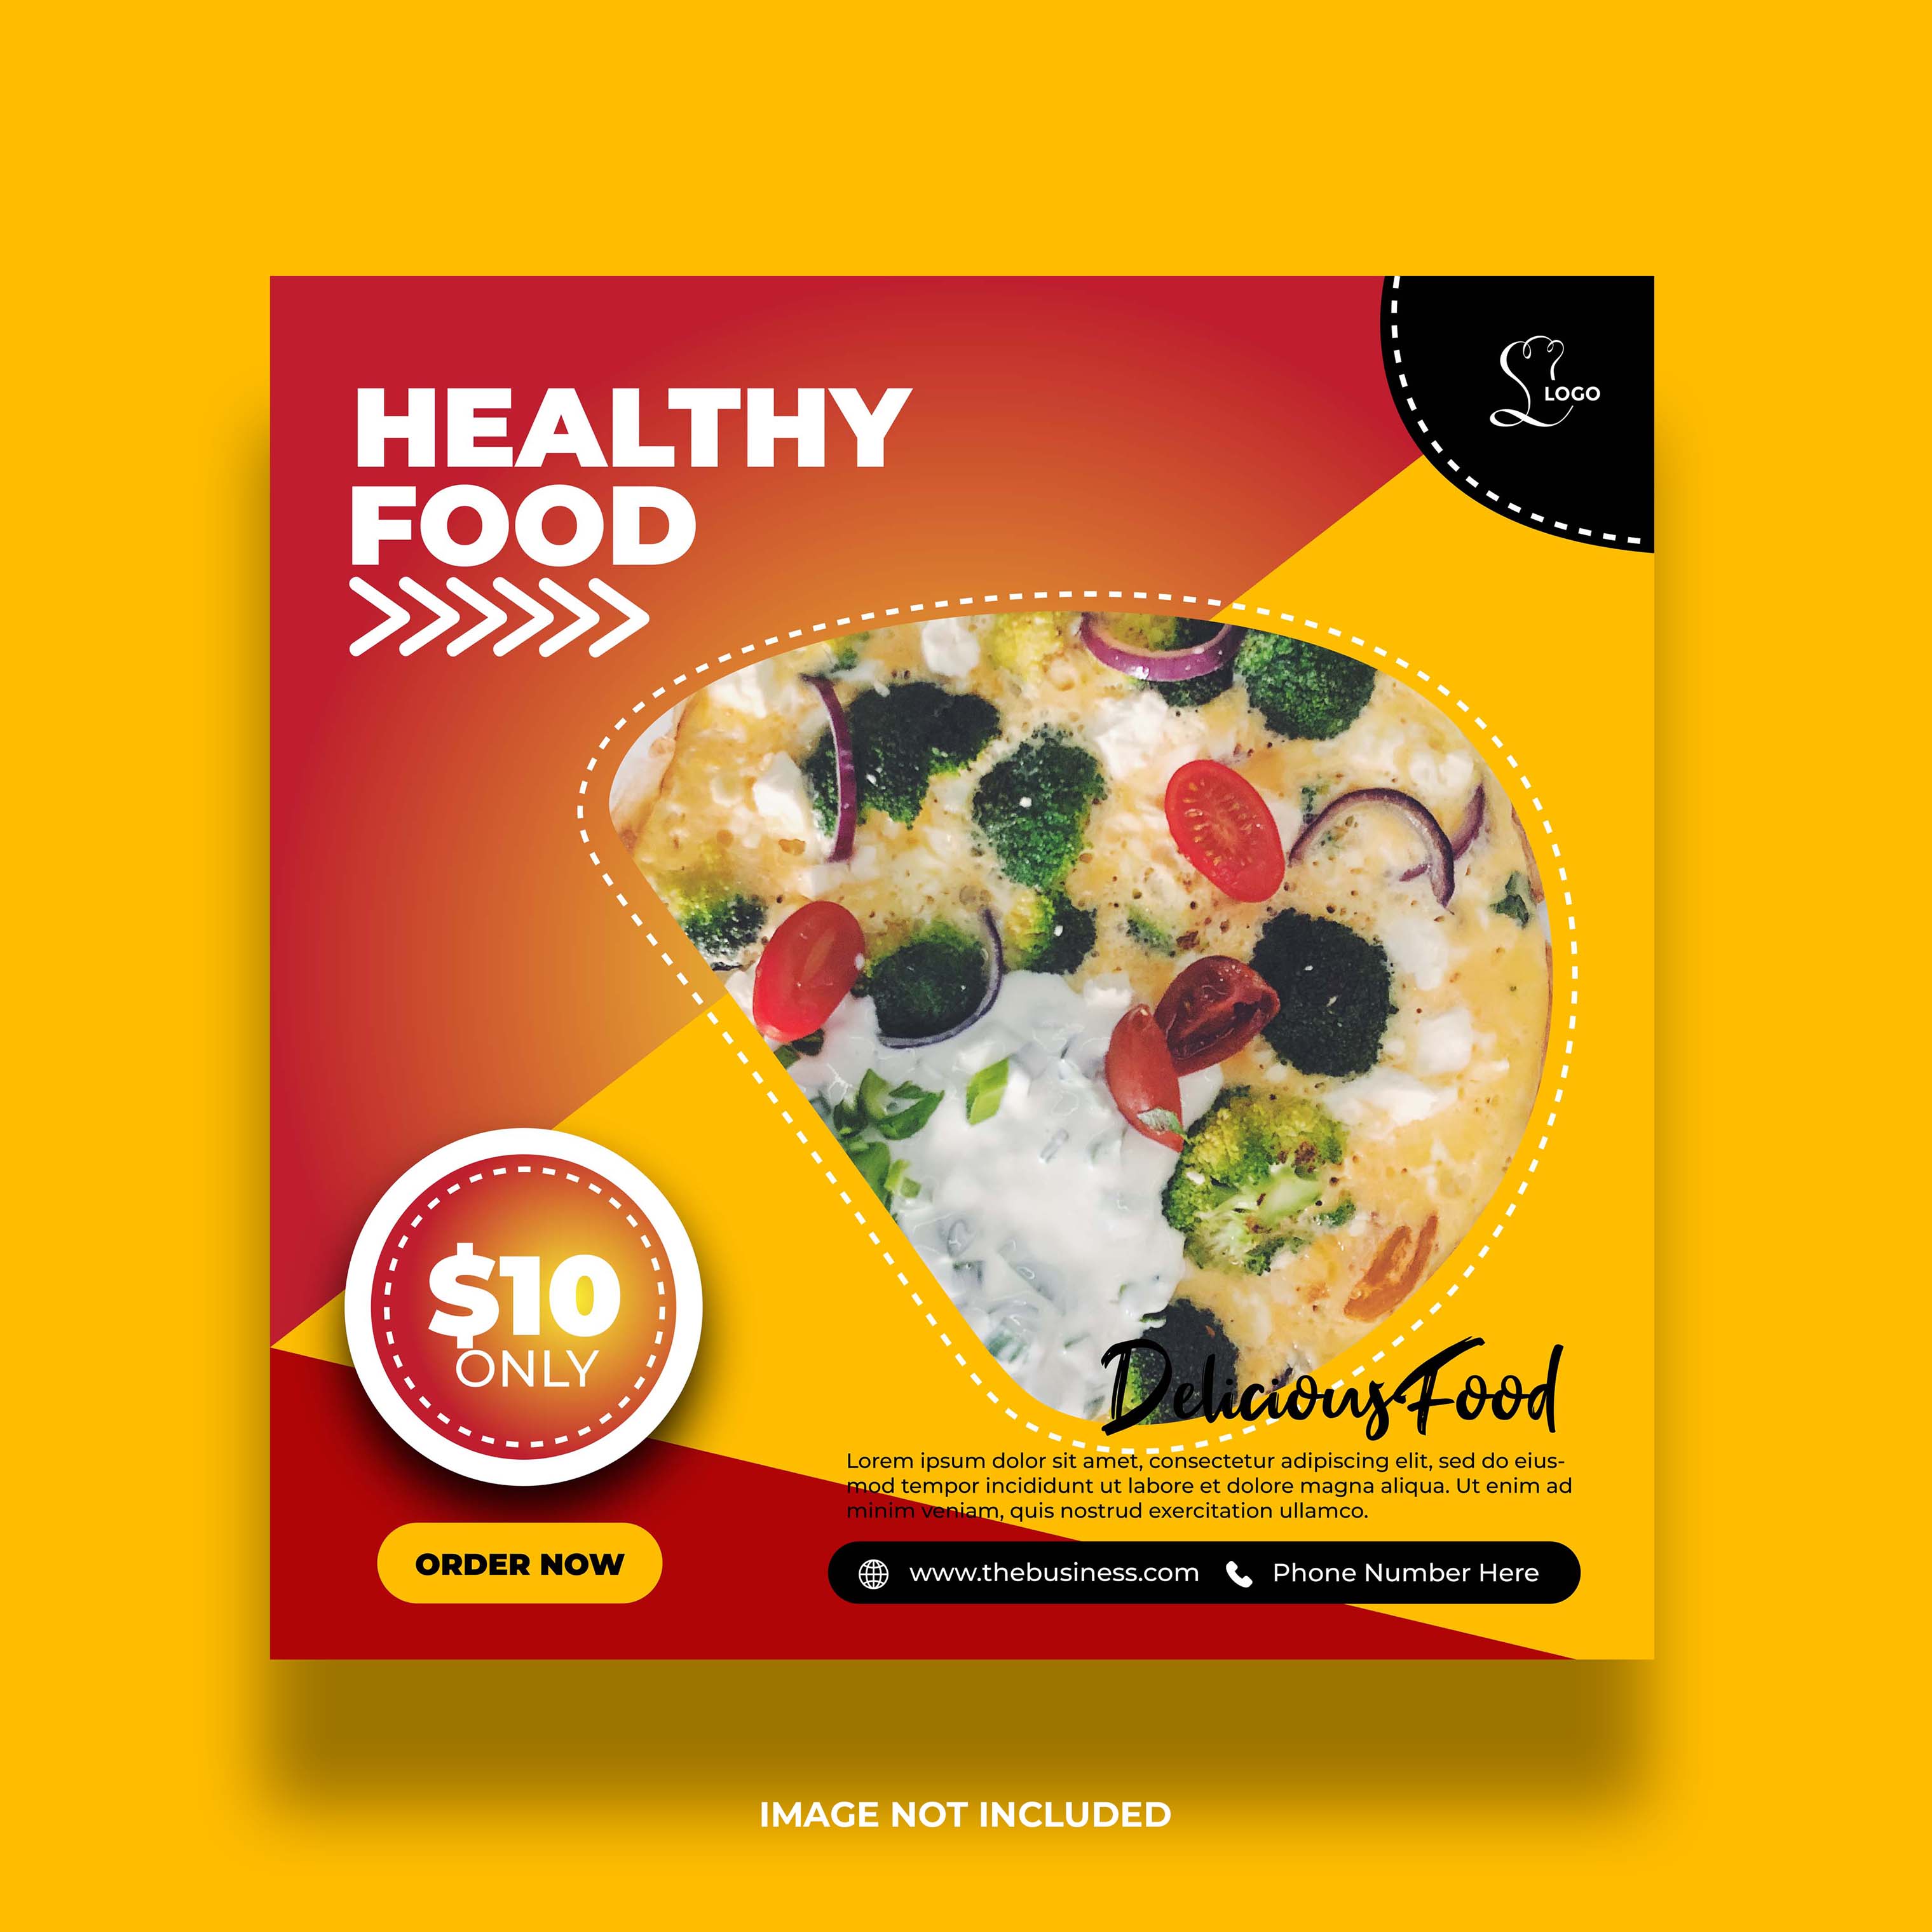 HEALTHY
FOOD
LOGO
$10
ONLY
Delicious Food
Lorem ipsum dolor sit amet, consectetur adipiscing elit, sed do eius-
mod tempor incididunt ut labore et dolore magna aliqua. Ut enim ad
minim veniam, quis nostrud exercitation ullamco.
ORDER NOW
www.thebusiness.com Phone Number Here
IMAGE NOT INCLUDED